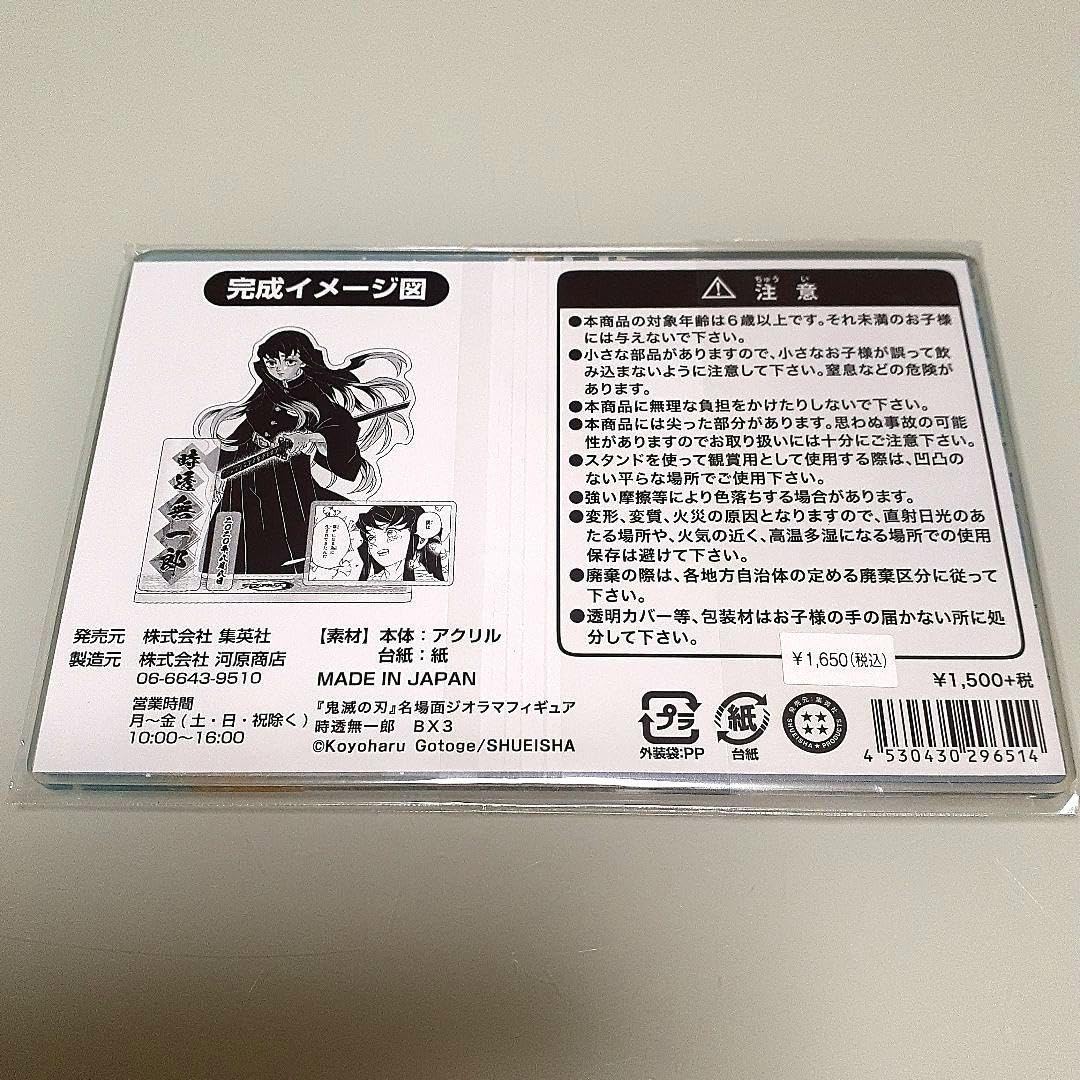 完成イメージ図
時透無一郎
発売元 株式会社 集英社
製造元 株式会社 河原商店
06-6643-9510
営業時間
月〜金(土・日・祝除く)
10:00〜16:00
【素材】本体:アクリル
台紙:紙
MADE IN JAPAN
『鬼滅の刃』名場面ジオラマフィギュア
時透無一郎 BX3
©Koyoharu Gotoge/SHUEISHA
ちゅう い
注意
●本商品の対象年齢は6歳以上です。それ未満のお子様
には与えないで下さい。
●小さな部品がありますので、小さなお子様が誤って飲
み込まないように注意して下さい。窒息などの危険が
あります。
●本商品に無理な負担をかけたりしないで下さい。
●本商品には尖った部分があります。思わぬ事故の可能
性がありますのでお取り扱いには十分にご注意下さい。
●スタンドを使って観賞用として使用する際は、凹凸の
ない平らな場所でご使用下さい。
●強い摩擦等により色落ちする場合があります。
●変形、変質、火災の原因となりますので、直射日光のあ
たる場所や、火気の近く、高温多湿になる場所での使用
保存は避けて下さい。
●廃棄の際は、各地方自治体の定める廃棄区分に従って
下さい。
●透明カバー等、包装材はお子様の手の届かない所に処
分して下さい。
¥1,650(税込)
¥1,500+税
プラ
外装袋:PP
紙
台紙
発売元:集英社
SHUEISHA★PRODUCTS
4 530430 296514